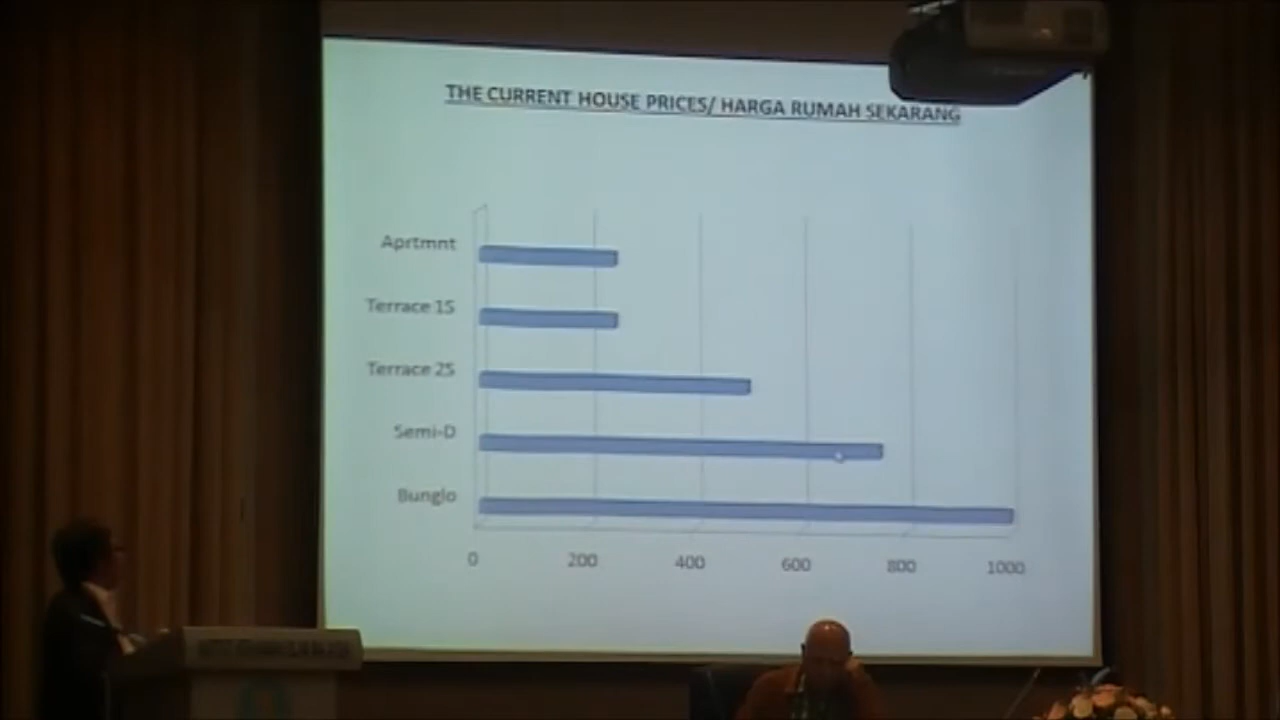 THE CURRENT HOUSE PRICES/ HARGA RUMAH SEKARANG
Aprtmnt
Terrace 1S
Terrace 2S
Semi-D
Bunglo
0 200 400 600 800 1000